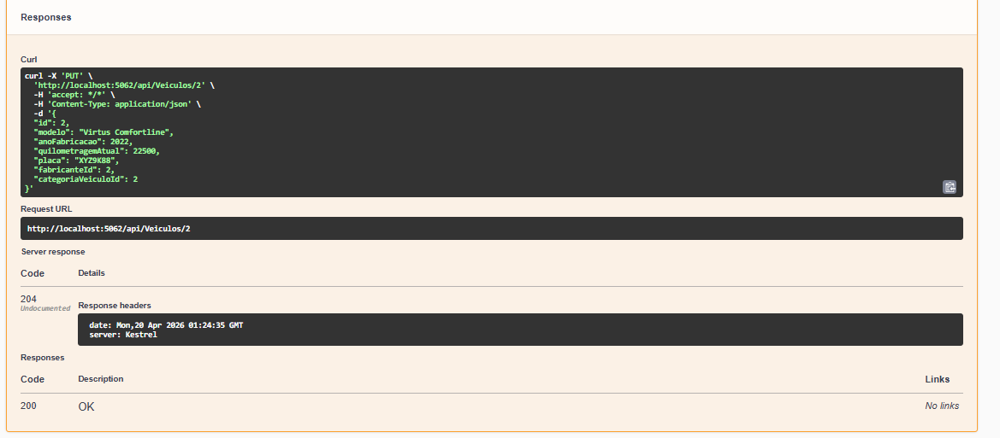 Responses
Curl
curl -X 'PUT' \
  'http://localhost:5062/api/Veiculos/2' \
  -H 'accept: */*' \
  -H 'Content-Type: application/json' \
  -d '{
  "id": 2,
  "modelo": "Virtus Comfortline",
  "anoFabricacao": 2022,
  "quilometragemAtual": 22500,
  "placa": "XYZ9K88",
  "fabricanteId": 2,
  "categoriaVeiculoId": 2
}'
Request URL
http://localhost:5062/api/Veiculos/2
Server response
Code Details
204
Undocumented
Response headers
date: Mon,20 Apr 2026 01:24:35 GMT
server: Kestrel
Responses
Code Description Links
200 OK No links